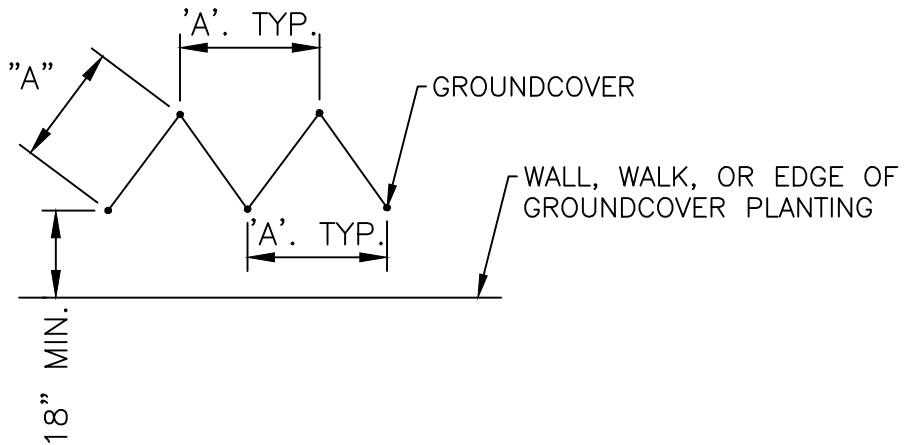 'A'. TYP.
"A"
GROUNDCOVER
WALL, WALK, OR EDGE OF
GROUNDCOVER PLANTING
'A'. TYP.
18" MIN.